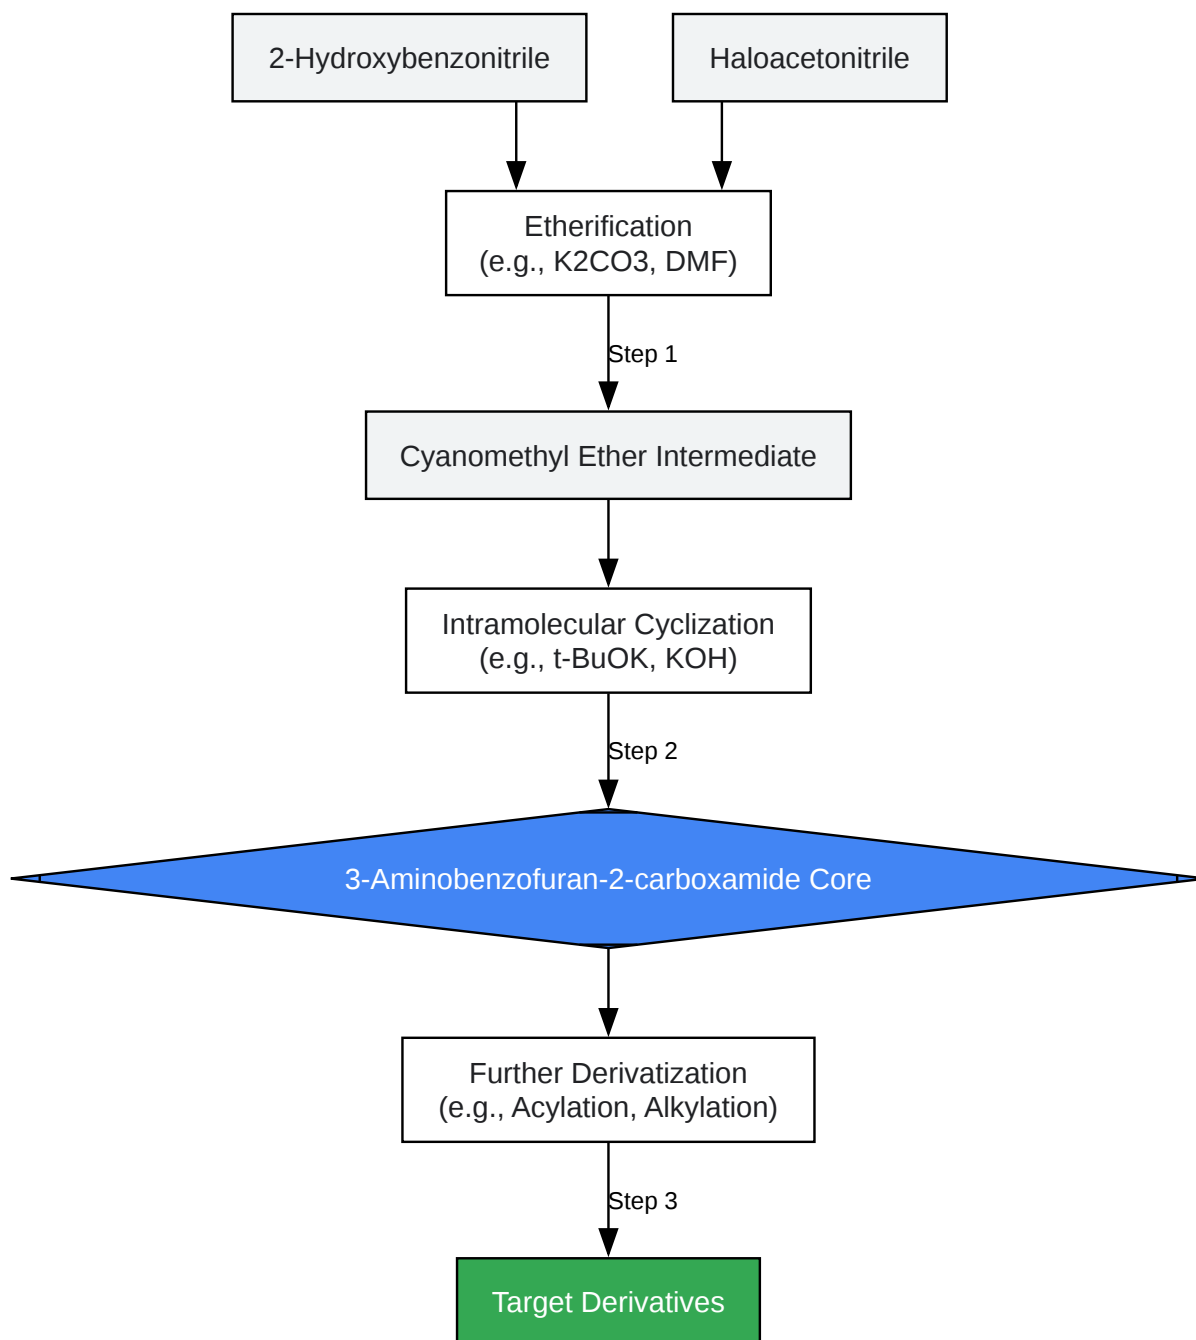 2-Hydroxybenzonitrile
Haloacetonitrile
Etherification
(e.g., K2CO3, DMF)
Step 1
Cyanomethyl Ether Intermediate
Intramolecular Cyclization
(e.g., t-BuOK, KOH)
Step 2
3-Aminobenzofuran-2-carboxamide Core
Further Derivatization
(e.g., Acylation, Alkylation)
Step 3
Target Derivatives